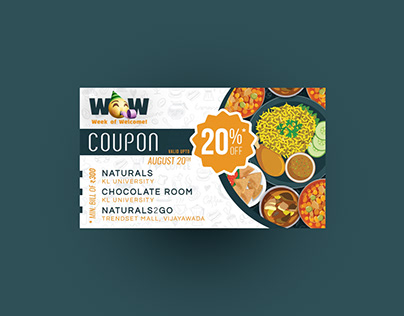 WOW
Week of Welcome!
COUPON
VALID UPTO
AUGUST 20TH
20%*
OFF
* MIN. BILL OF ₹300
NATURALS
KL UNIVERSITY
CHOCOLATE ROOM
KL UNIVERSITY
NATURALS2GO
TRENDSET MALL, VIJAYAWADA